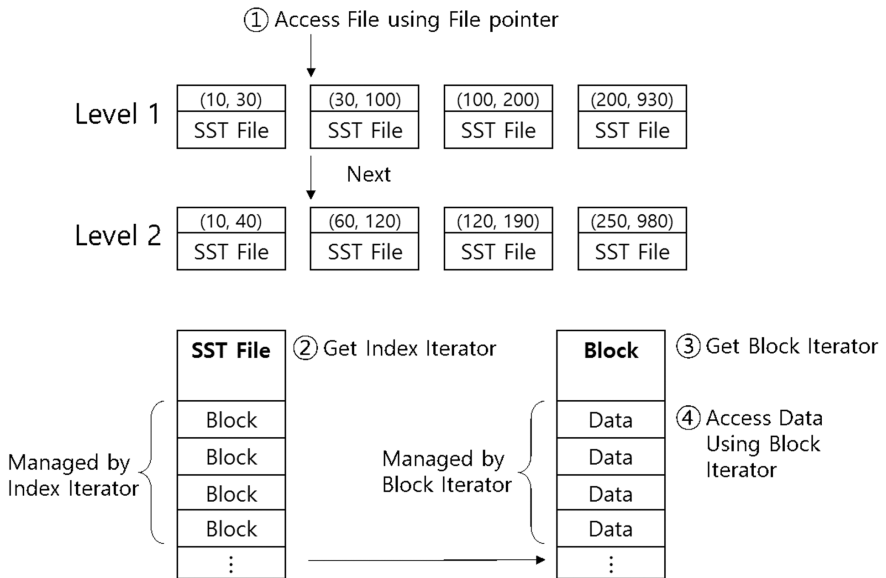 ① Access File using File pointer
Level 1
(10, 30) (30, 100) (100, 200) (200, 930)
SST File SST File SST File SST File
Next
Level 2
(10, 40) (60, 120) (120, 190) (250, 980)
SST File SST File SST File SST File
SST File
② Get Index Iterator
Managed by
Index Iterator
Block
Block
Block
Block
⋮
Block
③ Get Block Iterator
Managed by
Block Iterator
Data
Data
Data
Data
⋮
④ Access Data
Using Block
Iterator